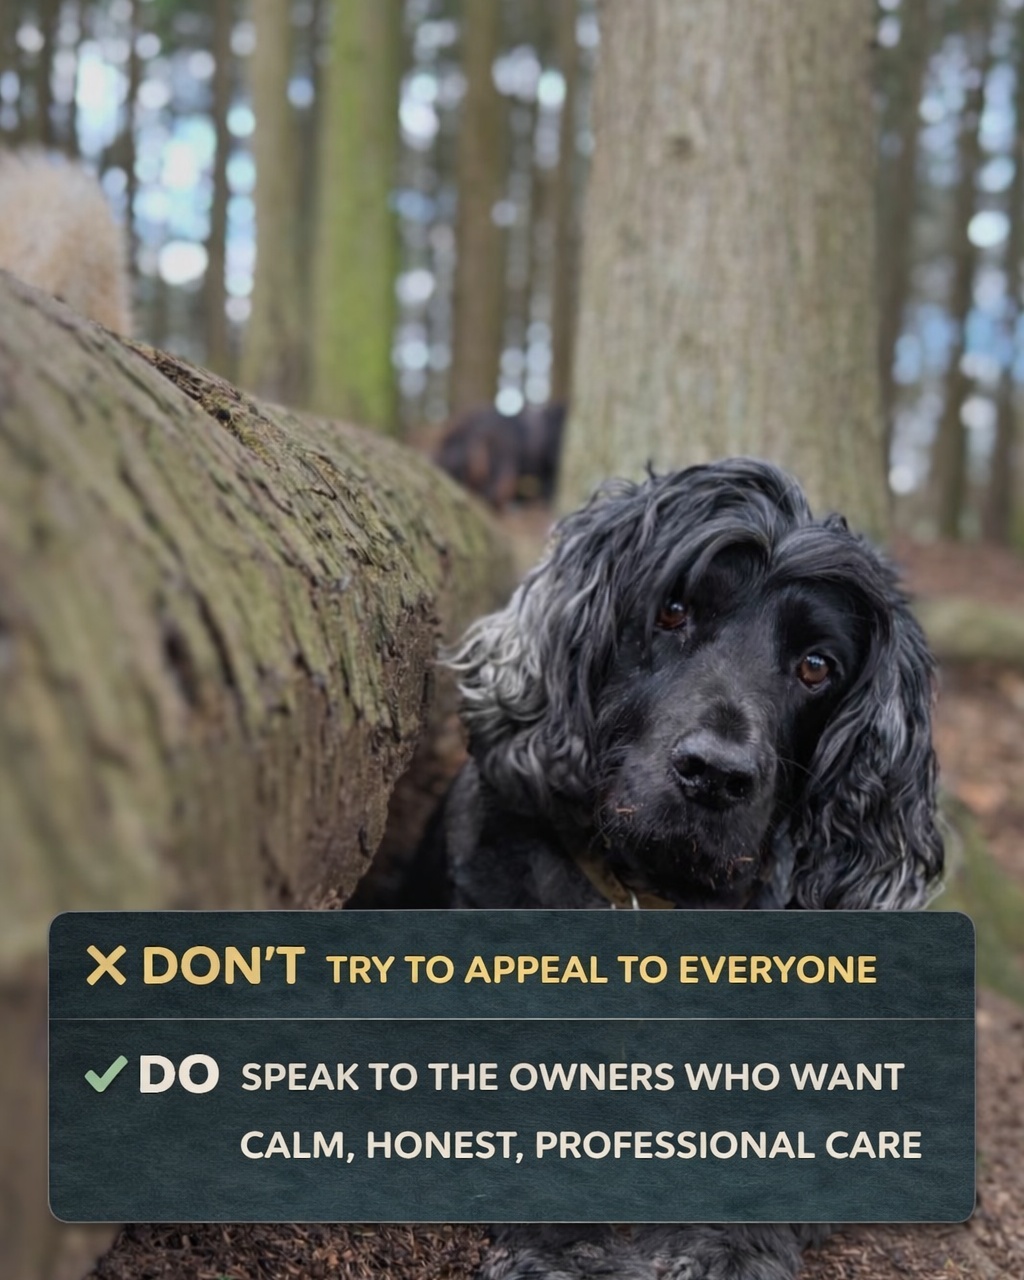 ✕ DON'T TRY TO APPEAL TO EVERYONE
✓ DO SPEAK TO THE OWNERS WHO WANT
CALM, HONEST, PROFESSIONAL CARE